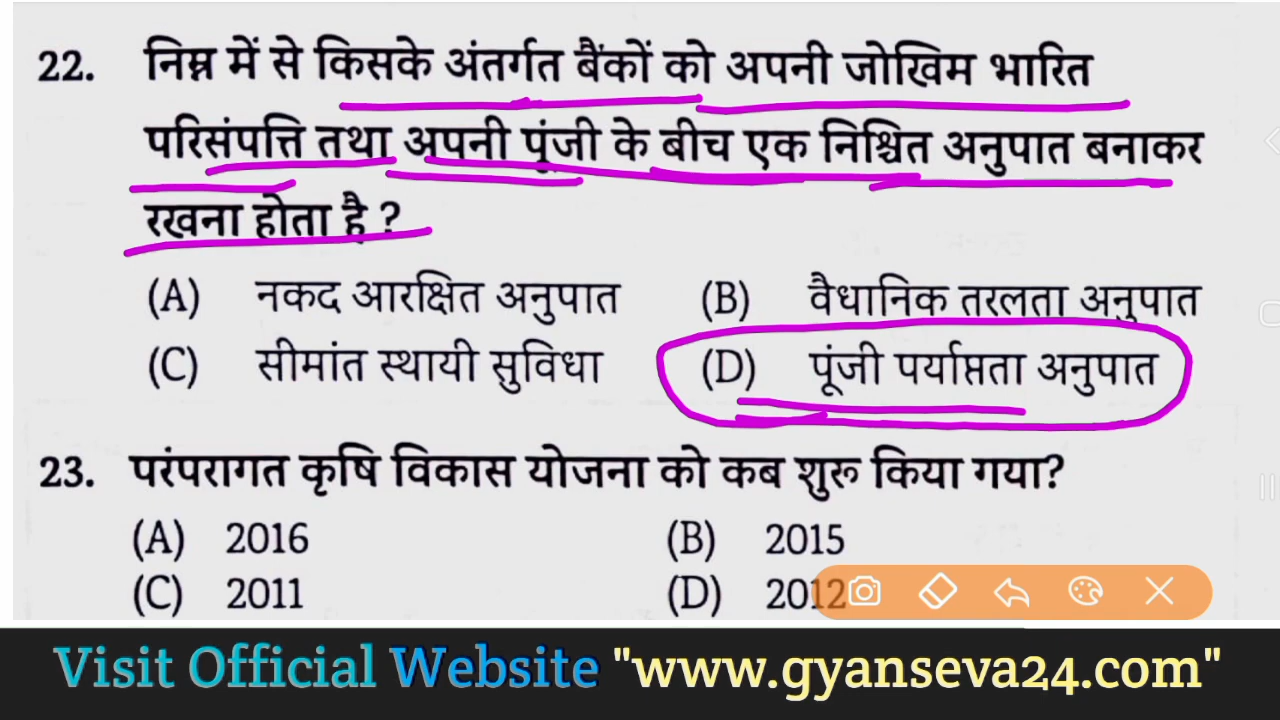 22. निम्न में से किसके अंतर्गत बैंकों को अपनी जोखिम भारित
परिसंपत्ति तथा अपनी पूंजी के बीच एक निश्चित अनुपात बनाकर
रखना होता है ?
(A) नकद आरक्षित अनुपात (B) वैधानिक तरलता अनुपात
(C) सीमांत स्थायी सुविधा (D) पूंजी पर्याप्तता अनुपात
23. परंपरागत कृषि विकास योजना को कब शुरू किया गया?
(A) 2016 (B) 2015
(C) 2011 (D) 2012
Visit Official Website "www.gyanseva24.com"